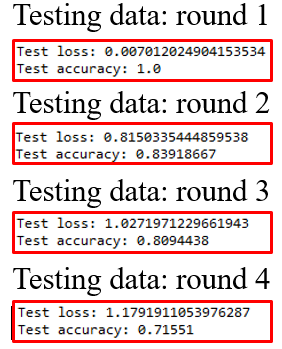 Testing data: round 1
Test loss: 0.007012024904153534
Test accuracy: 1.0
Testing data: round 2
Test loss: 0.8150335444859538
Test accuracy: 0.83918667
Testing data: round 3
Test loss: 1.0271971229661943
Test accuracy: 0.8094438
Testing data: round 4
Test loss: 1.1791911053976287
Test accuracy: 0.71551